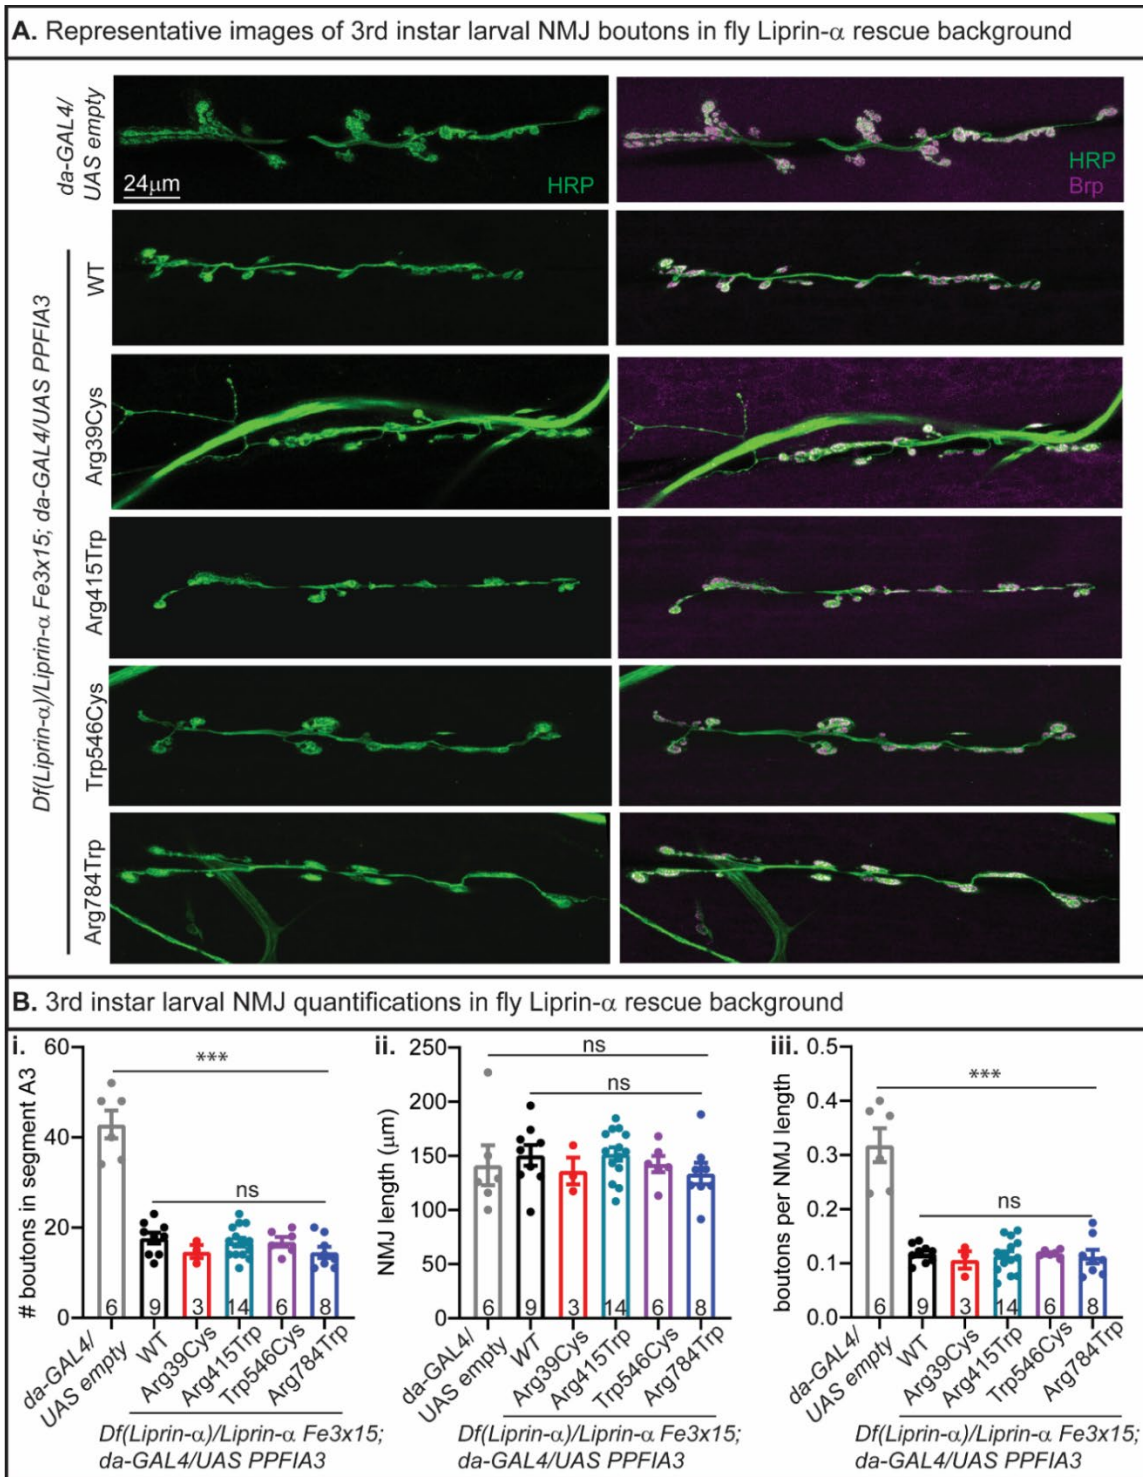 A. Representative images of 3rd instar larval NMJ boutons in fly Liprin-α rescue background
da-GAL4/
UAS empty
24μm
HRP
HRP
Brp
Df(Liprin-α)/Liprin-α Fe3x15; da-GAL4/UAS PPFIA3
WT
Arg39Cys
Arg415Trp
Trp546Cys
Arg784Trp
B. 3rd instar larval NMJ quantifications in fly Liprin-α rescue background
i.
# boutons in segment A3
60
40
20
0
***
ns
6 9 3 14 6 8
da-GAL4/
UAS empty
WT
Arg39Cys
Arg415Trp
Trp546Cys
Arg784Trp
Df(Liprin-α)/Liprin-α Fe3x15;
da-GAL4/UAS PPFIA3
ii.
NMJ length (μm)
250
200
150
100
50
0
ns
ns
6 9 3 14 6 8
da-GAL4/
UAS empty
WT
Arg39Cys
Arg415Trp
Trp546Cys
Arg784Trp
Df(Liprin-α)/Liprin-α Fe3x15;
da-GAL4/UAS PPFIA3
iii.
boutons per NMJ length
0.5
0.4
0.3
0.2
0.1
0.0
***
ns
6 9 3 14 6 8
da-GAL4/
UAS empty
WT
Arg39Cys
Arg415Trp
Trp546Cys
Arg784Trp
Df(Liprin-α)/Liprin-α Fe3x15;
da-GAL4/UAS PPFIA3